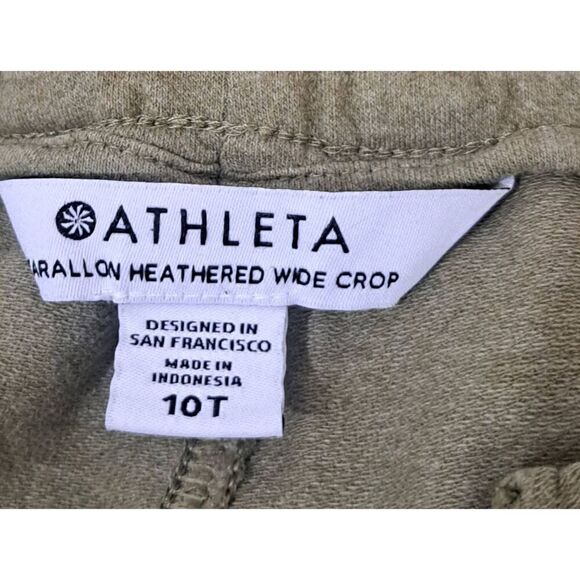 ATHLETA
ARALLON HEATHERED WIDE CROP
DESIGNED IN
SAN FRANCISCO
MADE IN
INDONESIA
10T